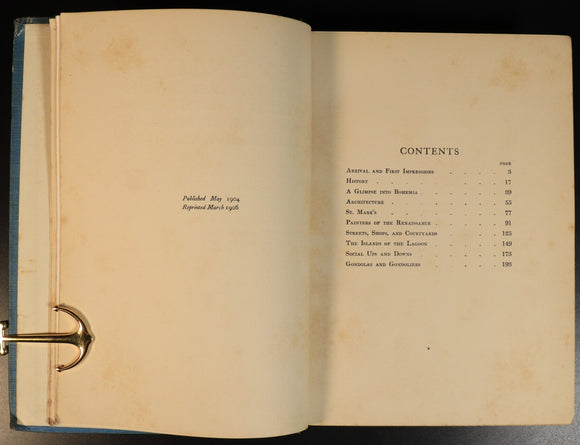 Published May 1904
Reprinted March 1906
CONTENTS
PAGE
Arrival and First Impressions . . . . 3
History . . . . . . . 17
A Glimpse into Bohemia . . . . . 39
Architecture . . . . . . 55
St. Mark's . . . . . . 77
Painters of the Renaissance . . . . 91
Streets, Shops, and Courtyards . . . . 125
The Islands of the Lagoon . . . . 149
Social Ups and Downs . . . . . 173
Gondolas and Gondoliers . . . . 193